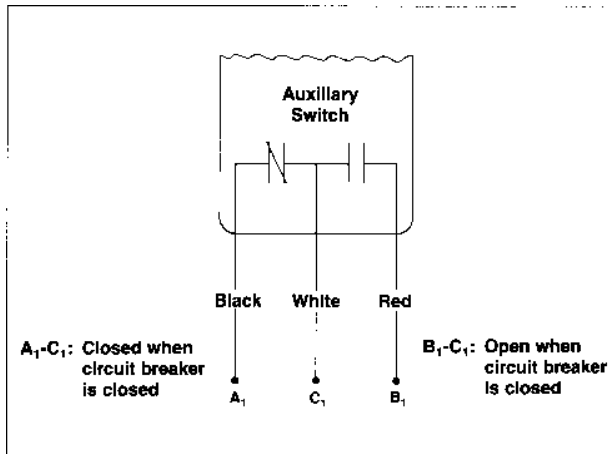 Auxillary
Switch
Black White Red
A₁-C₁: Closed when
circuit breaker
is closed
B₁-C₁: Open when
circuit breaker
is closed
A₁ C₁ B₁